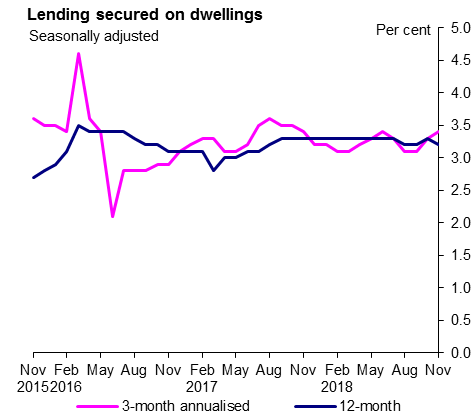 Lending secured on dwellings
Seasonally adjusted
Per cent
5.0
4.5
4.0
3.5
3.0
2.5
2.0
1.5
1.0
0.5
0.0
Nov Feb May Aug Nov Feb May Aug Nov Feb May Aug Nov
2015 2016 2017 2018
3-month annualised 12-month